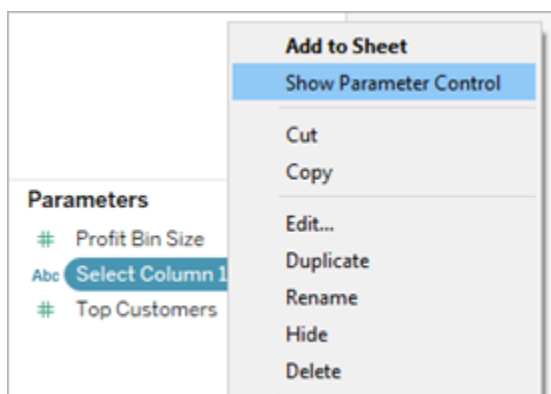 Add to Sheet
Show Parameter Control
Cut
Copy
Edit...
Duplicate
Rename
Hide
Delete
Parameters
# Profit Bin Size
Abc Select Column 1
# Top Customers